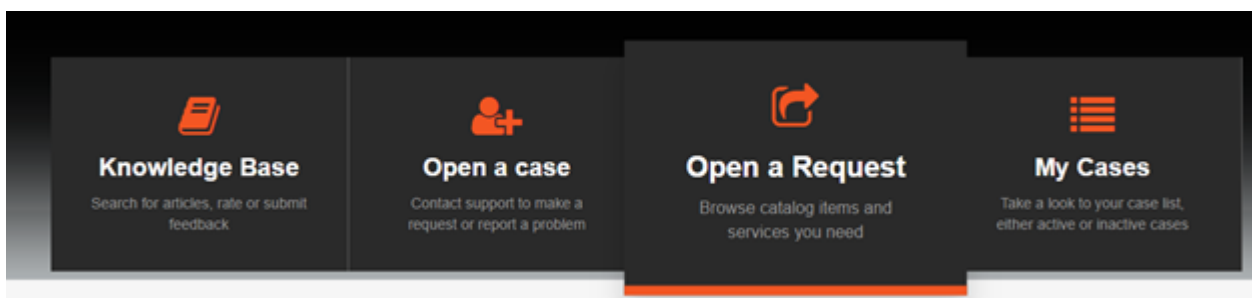 Knowledge Base
Search for articles, rate or submit
feedback
Open a case
Contact support to make a
request or report a problem
Open a Request
Browse catalog items and
services you need
My Cases
Take a look to your case list,
either active or inactive cases